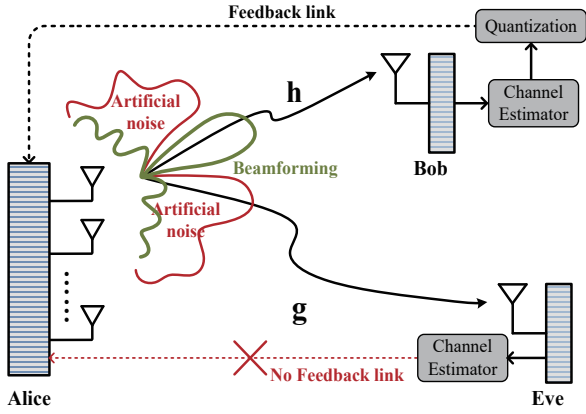 Feedback link
Quantization
Artificial
noise
h
Channel
Estimator
Beamforming
Bob
Artificial
noise
g
Channel
Estimator
No Feedback link
Alice
Eve